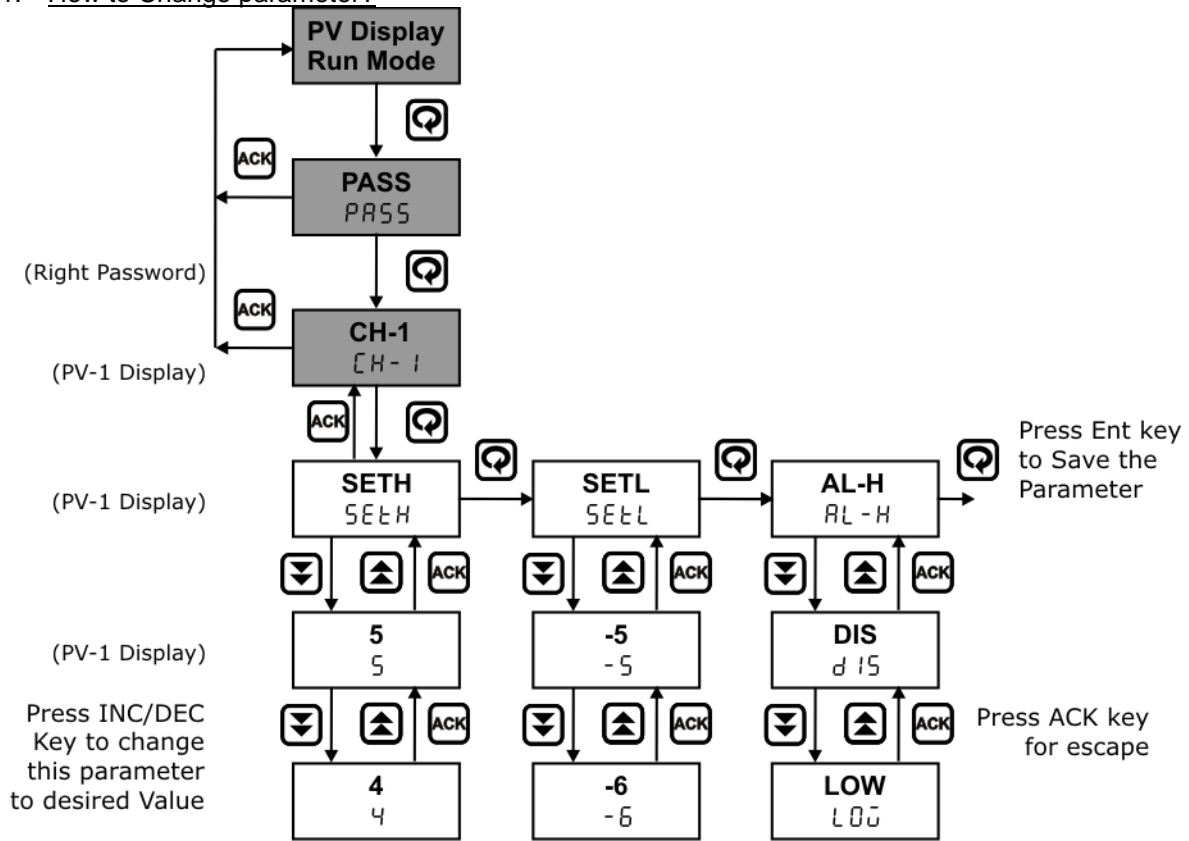 How to Change parameter?
PV Display
Run Mode
ACK
PASS
PASS
(Right Password)
ACK
CH-1
CH-1
(PV-1 Display)
ACK
Press Ent key
to Save the
Parameter
(PV-1 Display)
SETH
SEtH
SETL
SEtL
AL-H
AL-H
ACK
ACK
ACK
(PV-1 Display)
5
5
-5
-5
DIS
dIS
Press INC/DEC
Key to change
this parameter
to desired Value
ACK
ACK
ACK
Press ACK key
for escape
4
4
-6
-6
LOW
LOW